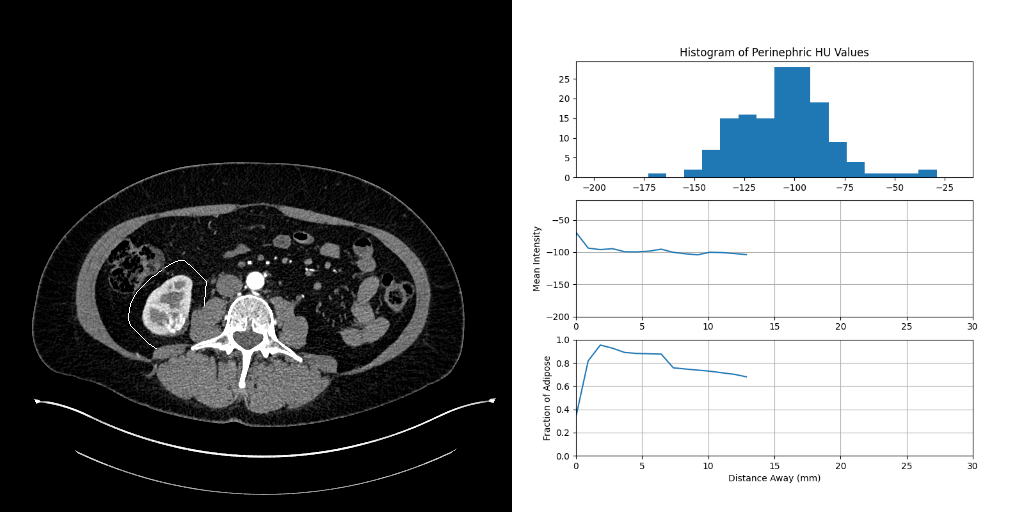 Histogram of Perinephric HU Values
25
20
15
10
5
0
−200 −175 −150 −125 −100 −75 −50 −25
Mean Intensity
−50
−100
−150
−200
0 5 10 15 20 25 30
Fraction of Adipose
1.0
0.8
0.6
0.4
0.2
0.0
0 5 10 15 20 25 30
Distance Away (mm)